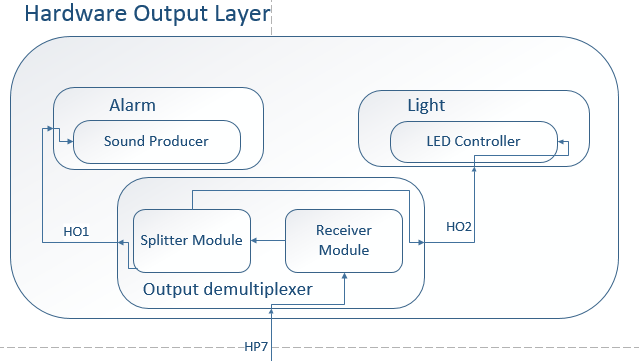 Hardware Output Layer
Alarm
Sound Producer
Light
LED Controller
HO1
Splitter Module
Receiver
Module
HO2
Output demultiplexer
HP7